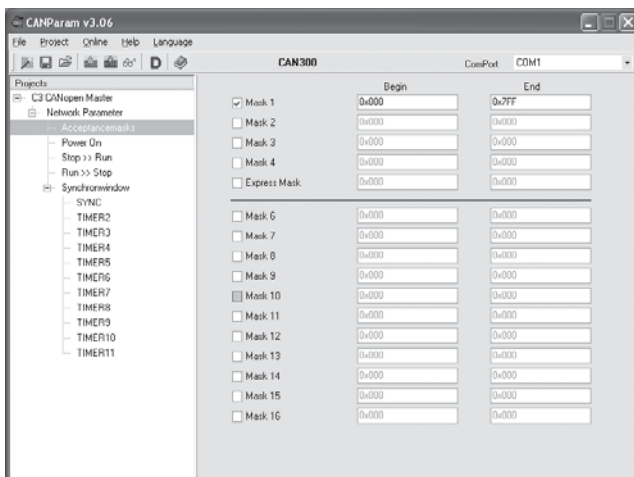 CANParam v3.06
File Project Online Help Language
D CAN300 ComPort COM1
Projects
C3 CANopen Master
Network Parameter
Acceptancemasks
Power On
Stop >> Run
Run >> Stop
Synchronwindow
SYNC
TIMER2
TIMER3
TIMER4
TIMER5
TIMER6
TIMER7
TIMER8
TIMER9
TIMER10
TIMER11
Begin End
Mask 1 0x000 0x7FF
Mask 2 0x000 0x000
Mask 3 0x000 0x000
Mask 4 0x000 0x000
Express Mask 0x000 0x000
Mask 6 0x000 0x000
Mask 7 0x000 0x000
Mask 8 0x000 0x000
Mask 9 0x000 0x000
Mask 10 0x000 0x000
Mask 11 0x000 0x000
Mask 12 0x000 0x000
Mask 13 0x000 0x000
Mask 14 0x000 0x000
Mask 15 0x000 0x000
Mask 16 0x000 0x000